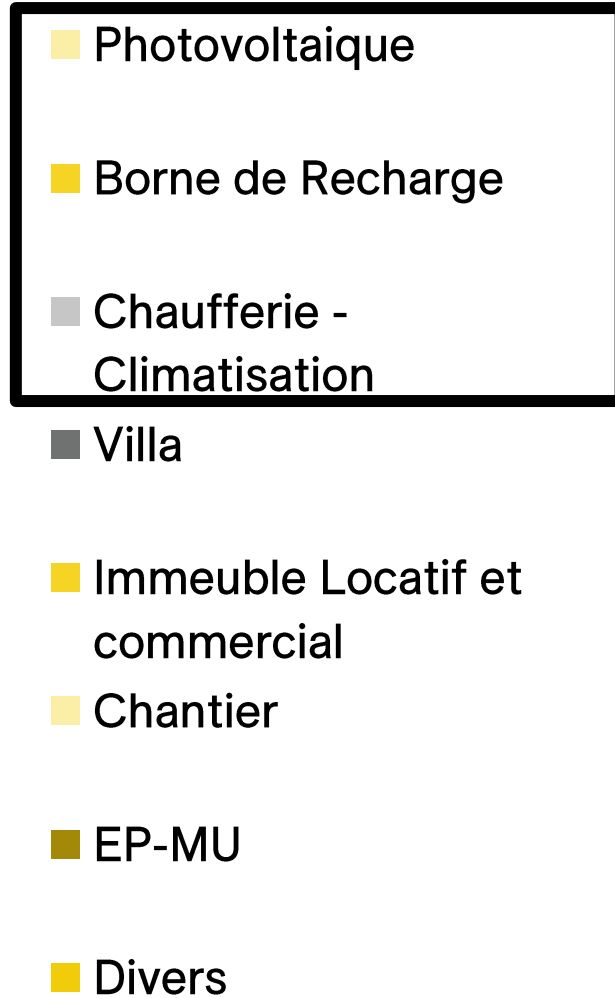 Photovoltaique
Borne de Recharge
Chaufferie -
Climatisation
Villa
Immeuble Locatif et
commercial
Chantier
EP-MU
Divers